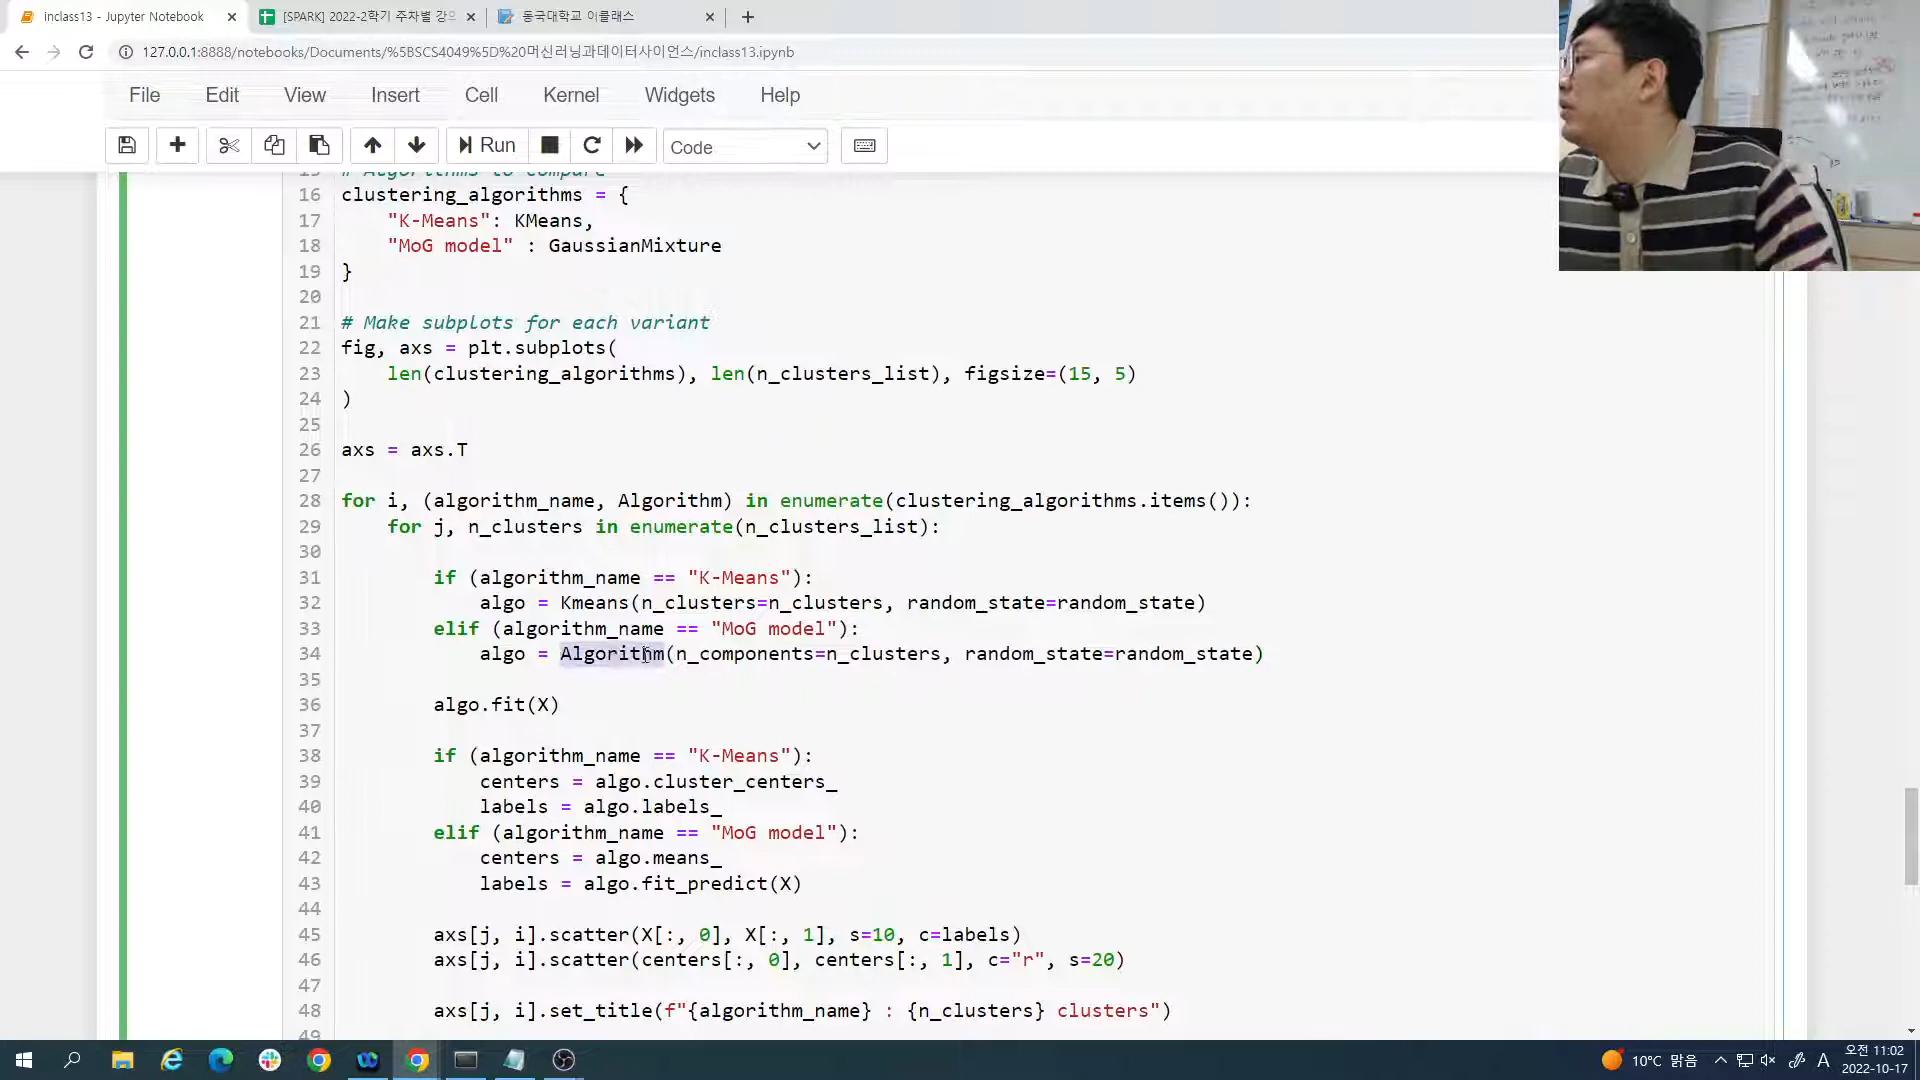 inclass13 - Jupyter Notebook
[SPARK] 2022-2학기 주차별 강의
동국대학교 이클래스
127.0.0.1:8888/notebooks/Documents/%5BSCS4049%5D%20머신러닝과데이터사이언스/inclass13.ipynb
File Edit View Insert Cell Kernel Widgets Help
Run Code
15 # Algorithms to compare
16 clustering_algorithms = {
17 "K-Means": KMeans,
18 "MoG model" : GaussianMixture
19 }
20
21 # Make subplots for each variant
22 fig, axs = plt.subplots(
23 len(clustering_algorithms), len(n_clusters_list), figsize=(15, 5)
24 )
25
26 axs = axs.T
27
28 for i, (algorithm_name, Algorithm) in enumerate(clustering_algorithms.items()):
29 for j, n_clusters in enumerate(n_clusters_list):
30
31 if (algorithm_name == "K-Means"):
32 algo = Kmeans(n_clusters=n_clusters, random_state=random_state)
33 elif (algorithm_name == "MoG model"):
34 algo = Algorithm(n_components=n_clusters, random_state=random_state)
35
36 algo.fit(X)
37
38 if (algorithm_name == "K-Means"):
39 centers = algo.cluster_centers_
40 labels = algo.labels_
41 elif (algorithm_name == "MoG model"):
42 centers = algo.means_
43 labels = algo.fit_predict(X)
44
45 axs[j, i].scatter(X[:, 0], X[:, 1], s=10, c=labels)
46 axs[j, i].scatter(centers[:, 0], centers[:, 1], c="r", s=20)
47
48 axs[j, i].set_title(f"{algorithm_name} : {n_clusters} clusters")
49
10°C 맑음
A
오전 11:02
2022-10-17